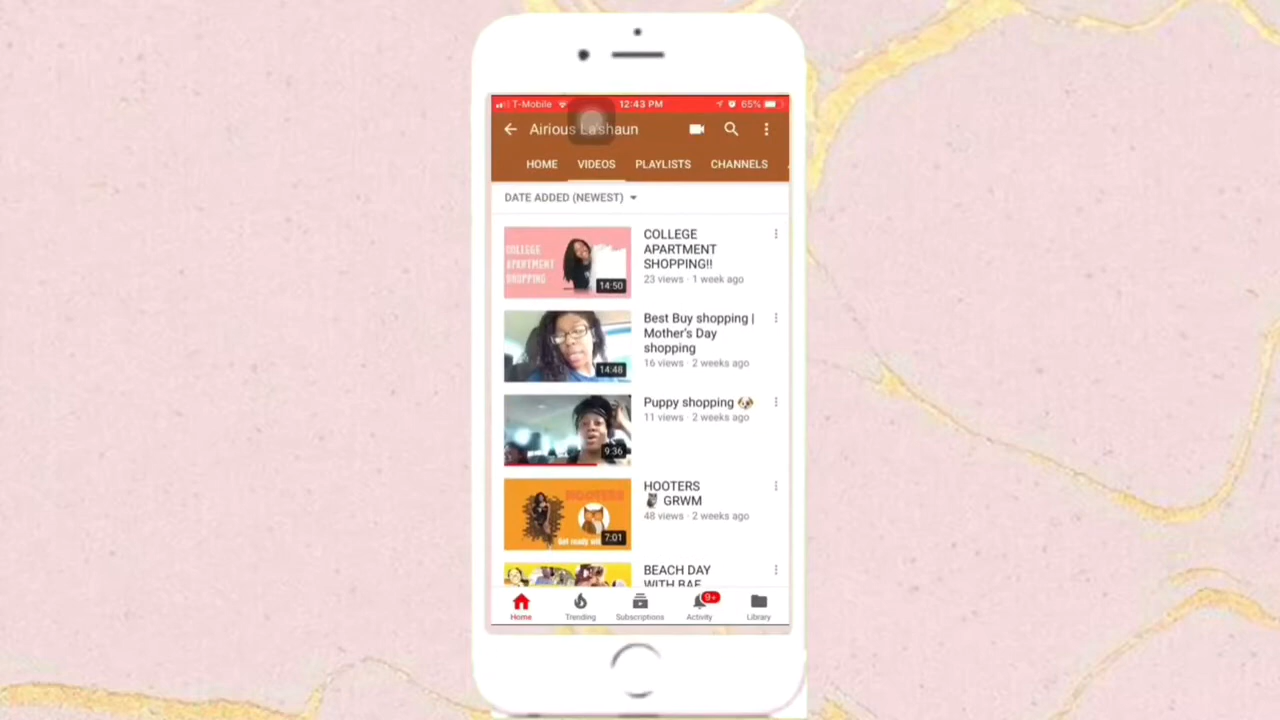 T-Mobile 12:43 PM 65%
Airious La'shaun
HOME VIDEOS PLAYLISTS CHANNELS
DATE ADDED (NEWEST)
COLLEGE
APARTMENT
SHOPPING
14:50
COLLEGE
APARTMENT
SHOPPING!!
23 views · 1 week ago
14:48
Best Buy shopping |
Mother's Day
shopping
16 views · 2 weeks ago
9:36
Puppy shopping 🐶
11 views · 2 weeks ago
HOOTERS
Get ready
7:01
HOOTERS
🦉 GRWM
48 views · 2 weeks ago
BEACH DAY
WITH BAE
Home Trending Subscriptions Activity 9+ Library